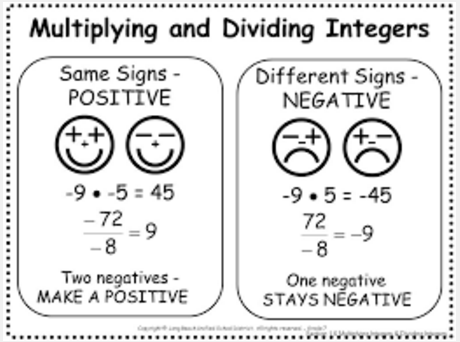 Multiplying and Dividing Integers
Same Signs -
POSITIVE
+ +
– –
-9 • -5 = 45
– 72
– 8
= 9
Two negatives -
MAKE A POSITIVE
Different Signs -
NEGATIVE
– +
+ –
-9 • 5 = -45
72
– 8
= –9
One negative
STAYS NEGATIVE